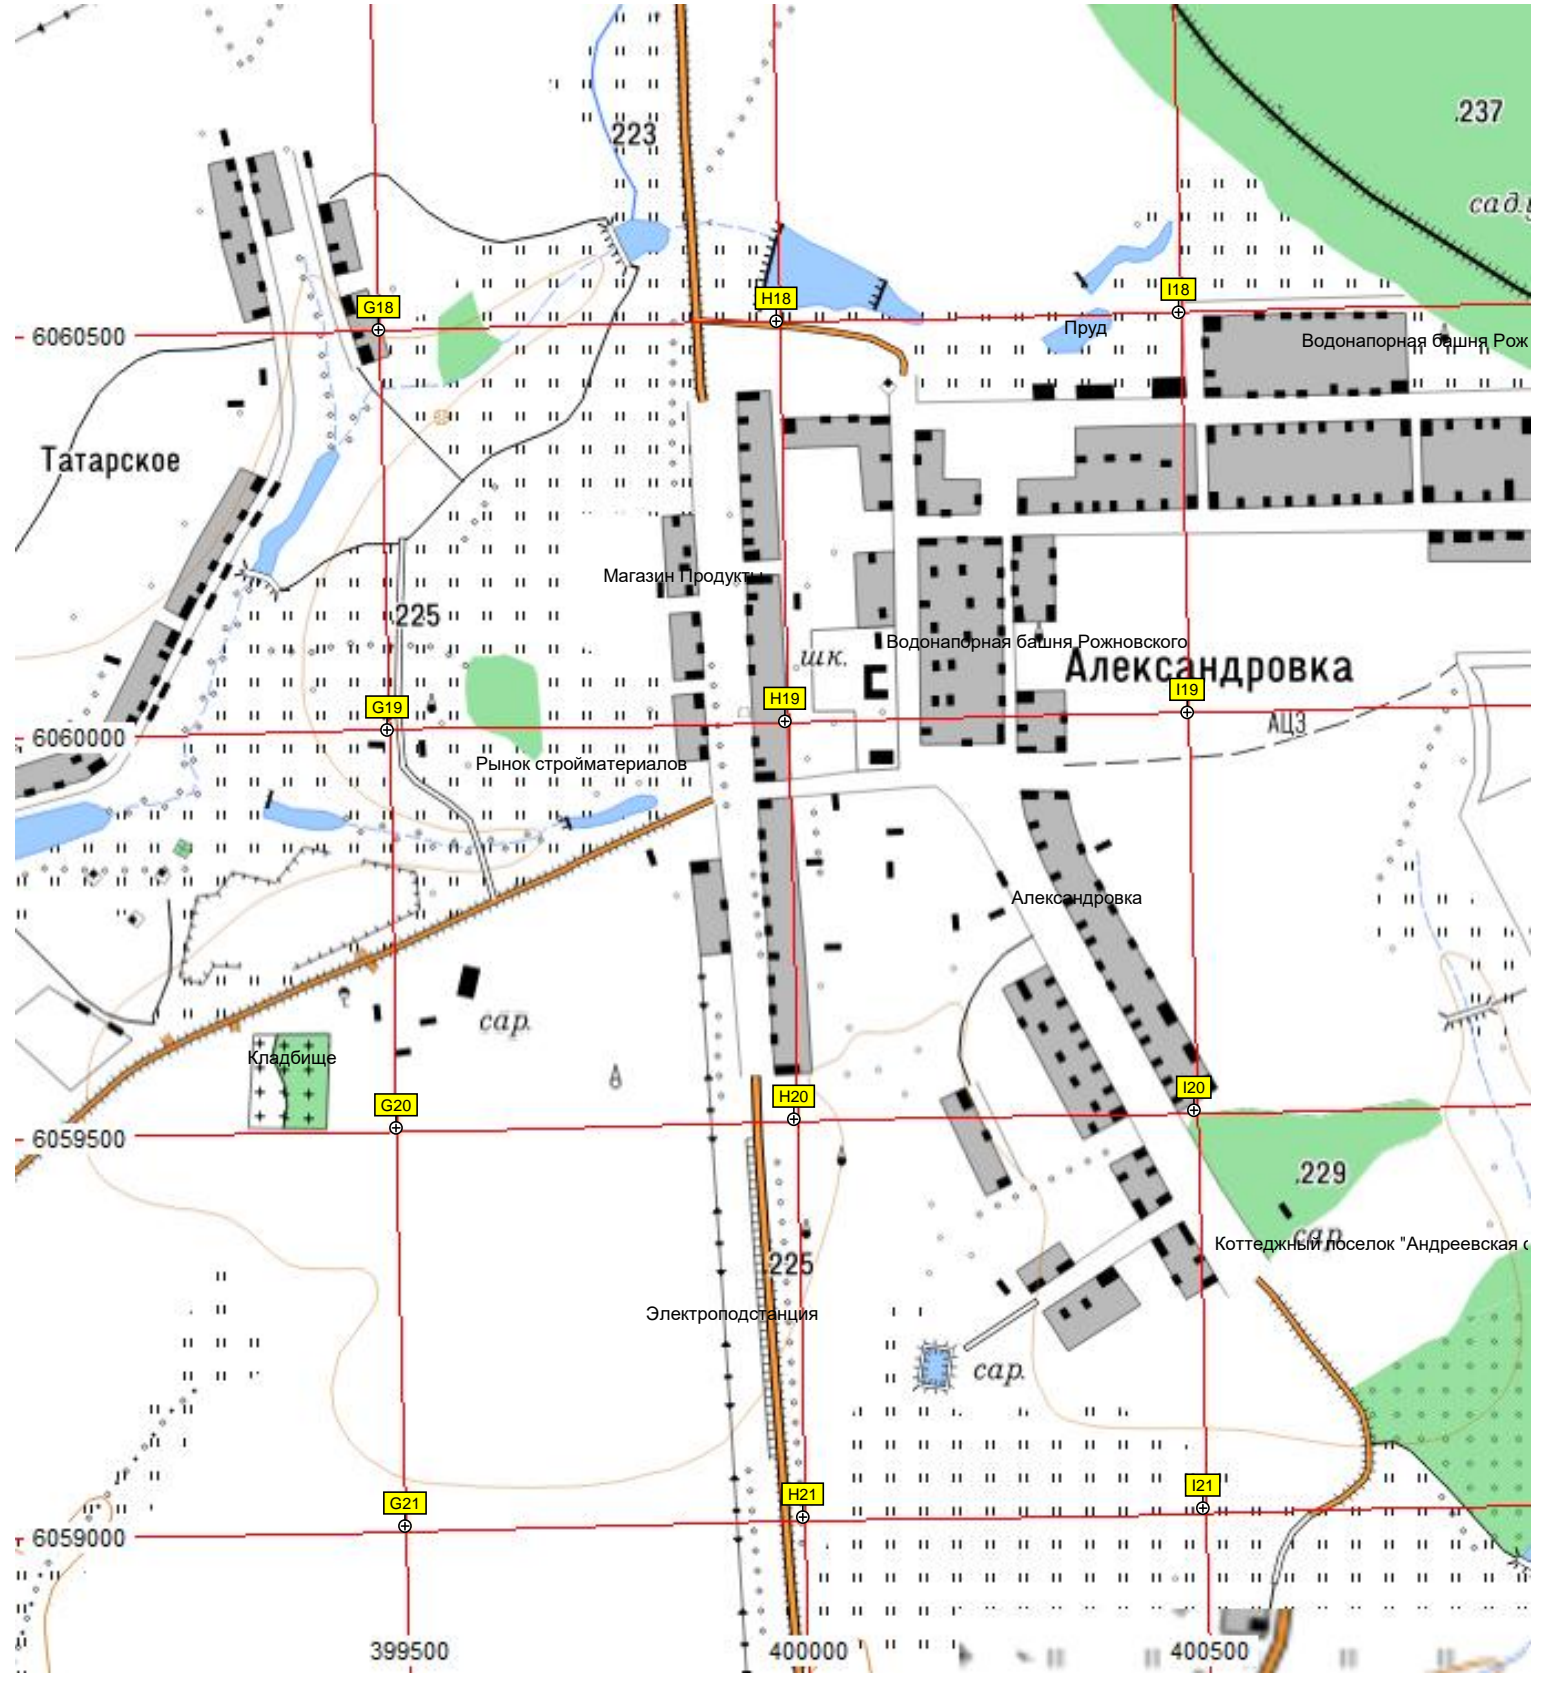 223
.237
сад.
G18
H18
I18
6060500
Пруд
Водонапорная башня Рож
Татарское
Магазин Продукты
.225
шк.
Водонапорная башня Рожновского
Александровка
G19
H19
I19
6060000
АЦЗ
Рынок стройматериалов
Александровка
сар.
Кладбище
G20
H20
I20
6059500
.229
сар.
Коттеджный поселок "Андреевская с
.225
Электроподстанция
сар.
G21
H21
I21
6059000
399500
400000
400500